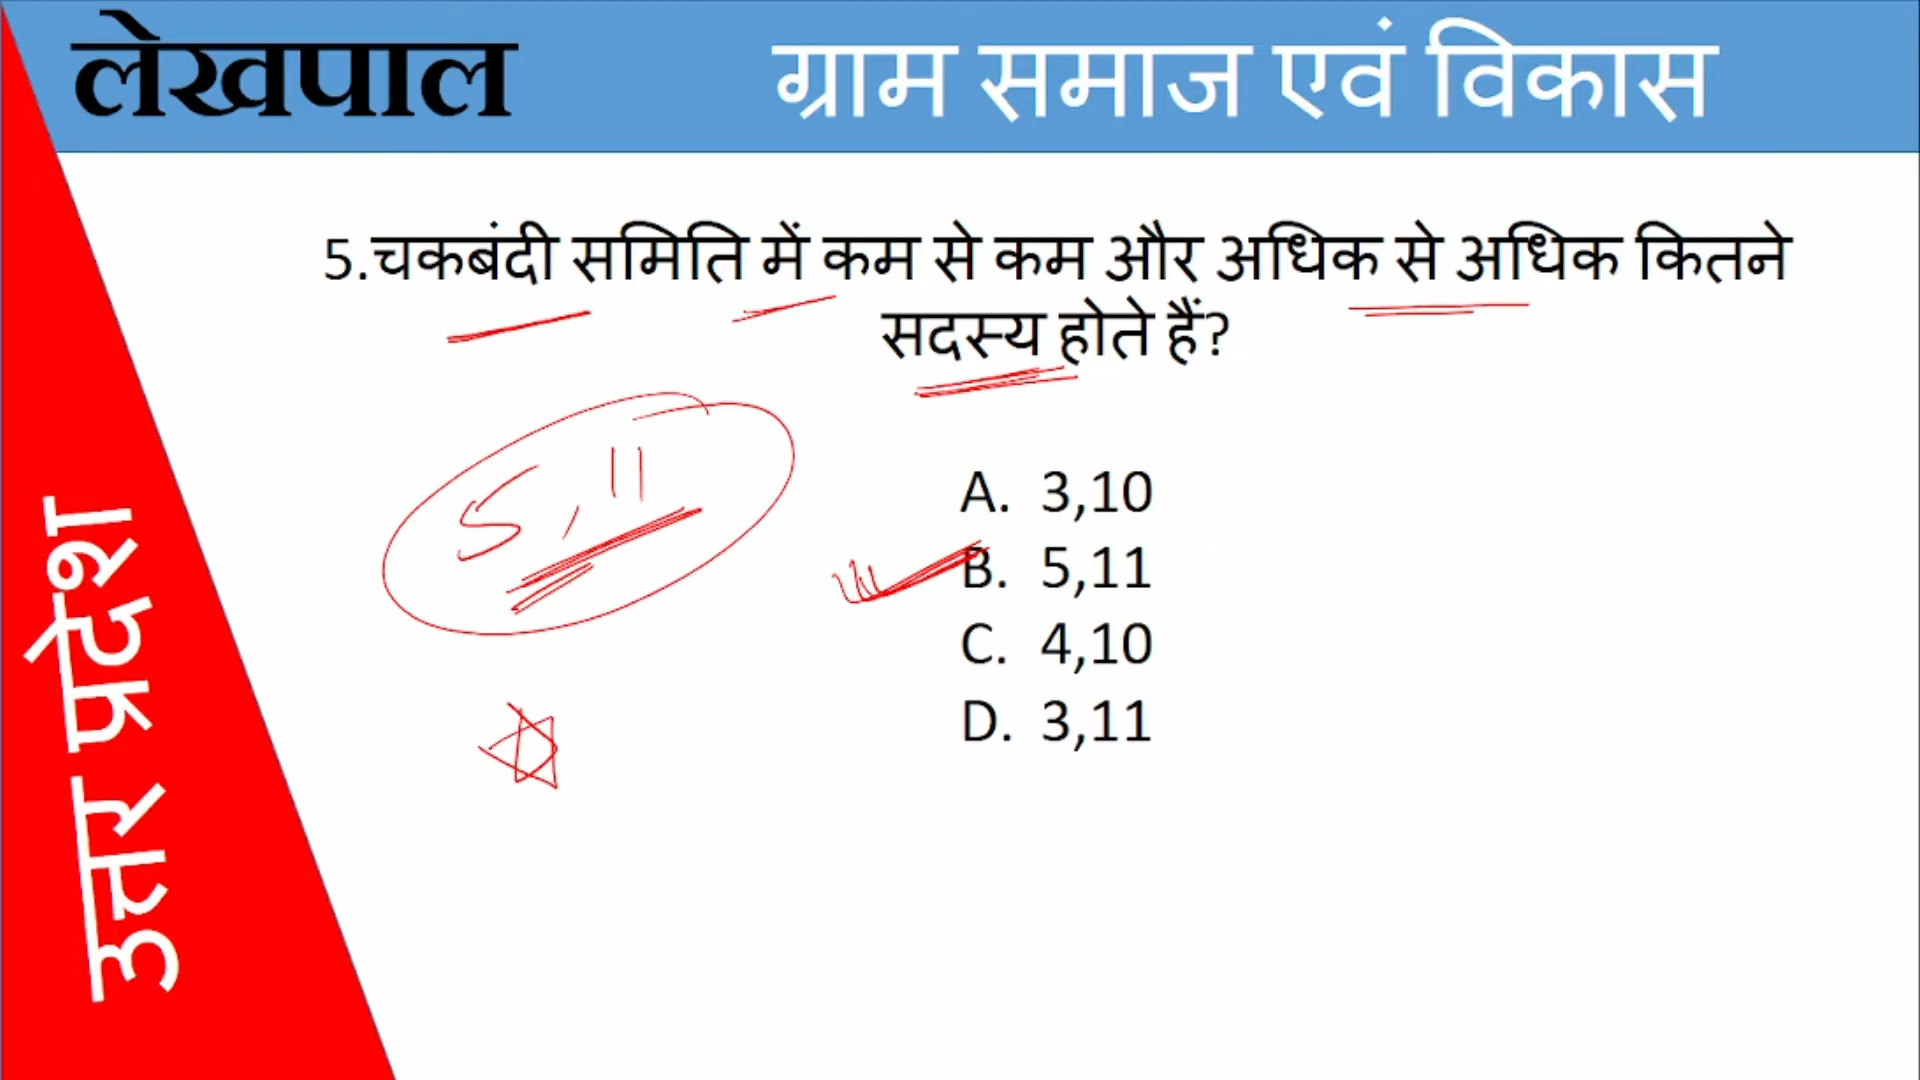 लेखपाल
ग्राम समाज एवं विकास
5.चकबंदी समिति में कम से कम और अधिक से अधिक कितने
सदस्य होते हैं?
5, 11
A. 3,10
B. 5,11
C. 4,10
D. 3,11
उत्तर प्रदेश